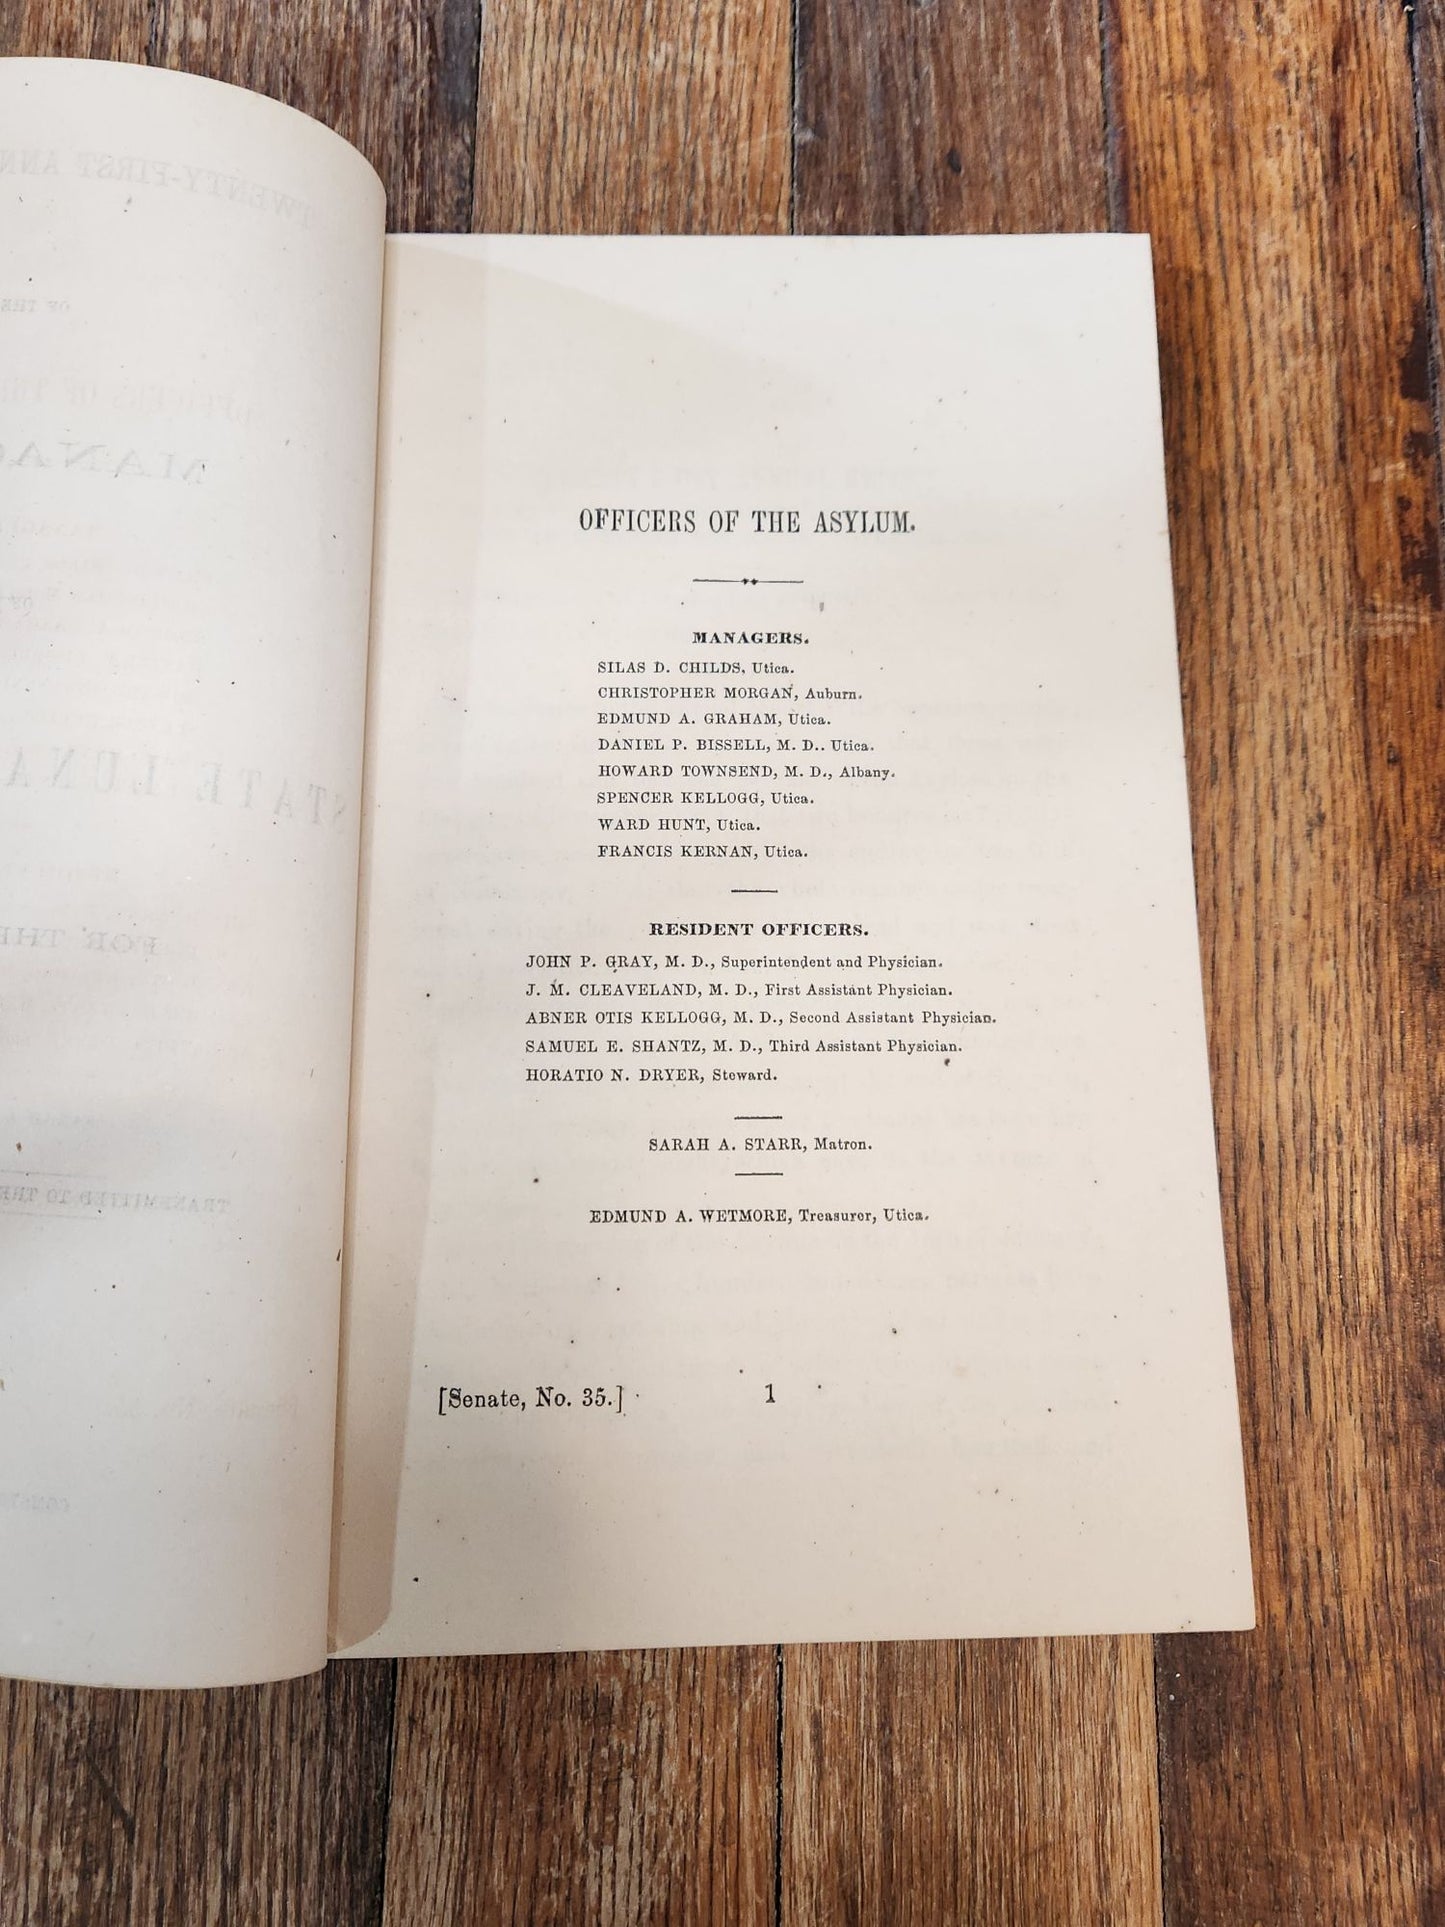 OFFICERS OF THE ASYLUM.
MANAGERS.
SILAS D. CHILDS, Utica.
CHRISTOPHER MORGAN, Auburn.
EDMUND A. GRAHAM, Utica.
DANIEL P. BISSELL, M. D.. Utica.
HOWARD TOWNSEND, M. D., Albany.
SPENCER KELLOGG, Utica.
WARD HUNT, Utica.
FRANCIS KERNAN, Utica.
RESIDENT OFFICERS.
JOHN P. GRAY, M. D., Superintendent and Physician.
J. M. CLEAVELAND, M. D., First Assistant Physician.
ABNER OTIS KELLOGG, M. D., Second Assistant Physician.
SAMUEL E. SHANTZ, M. D., Third Assistant Physician.
HORATIO N. DRYER, Steward.
SARAH A. STARR, Matron.
EDMUND A. WETMORE, Treasurer, Utica.
[Senate, No. 35.] 1